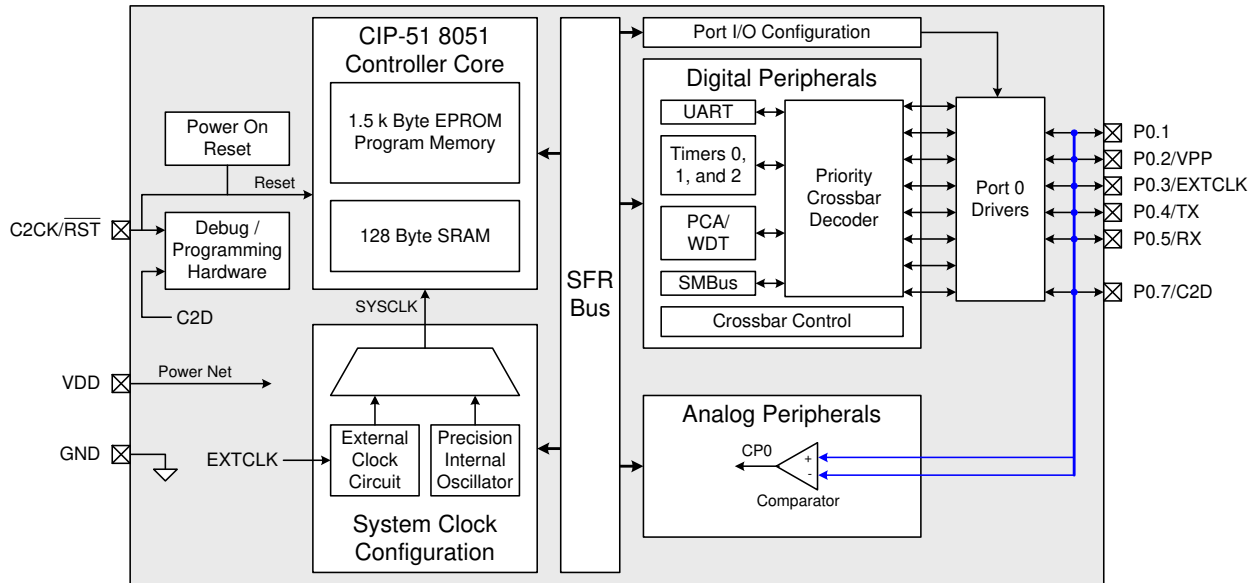 CIP-51 8051
Controller Core
1.5 k Byte EPROM
Program Memory
128 Byte SRAM
Power On
Reset
Reset
C2CK/RST
Debug /
Programming
Hardware
C2D
VDD
Power Net
GND
SYSCLK
EXTCLK
External
Clock
Circuit
Precision
Internal
Oscillator
System Clock
Configuration
SFR
Bus
Port I/O Configuration
Digital Peripherals
UART
Timers 0,
1, and 2
PCA/
WDT
SMBus
Priority
Crossbar
Decoder
Crossbar Control
Port 0
Drivers
P0.1
P0.2/VPP
P0.3/EXTCLK
P0.4/TX
P0.5/RX
P0.7/C2D
Analog Peripherals
CP0
+
-
Comparator